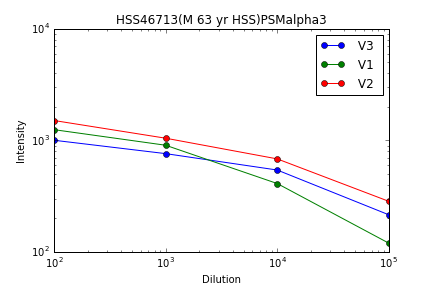 HSS46713(M 63 yr HSS)PSMalpha3
10^4
10^3
10^2
Intensity
V3
V1
V2
10^2 10^3 10^4 10^5
Dilution